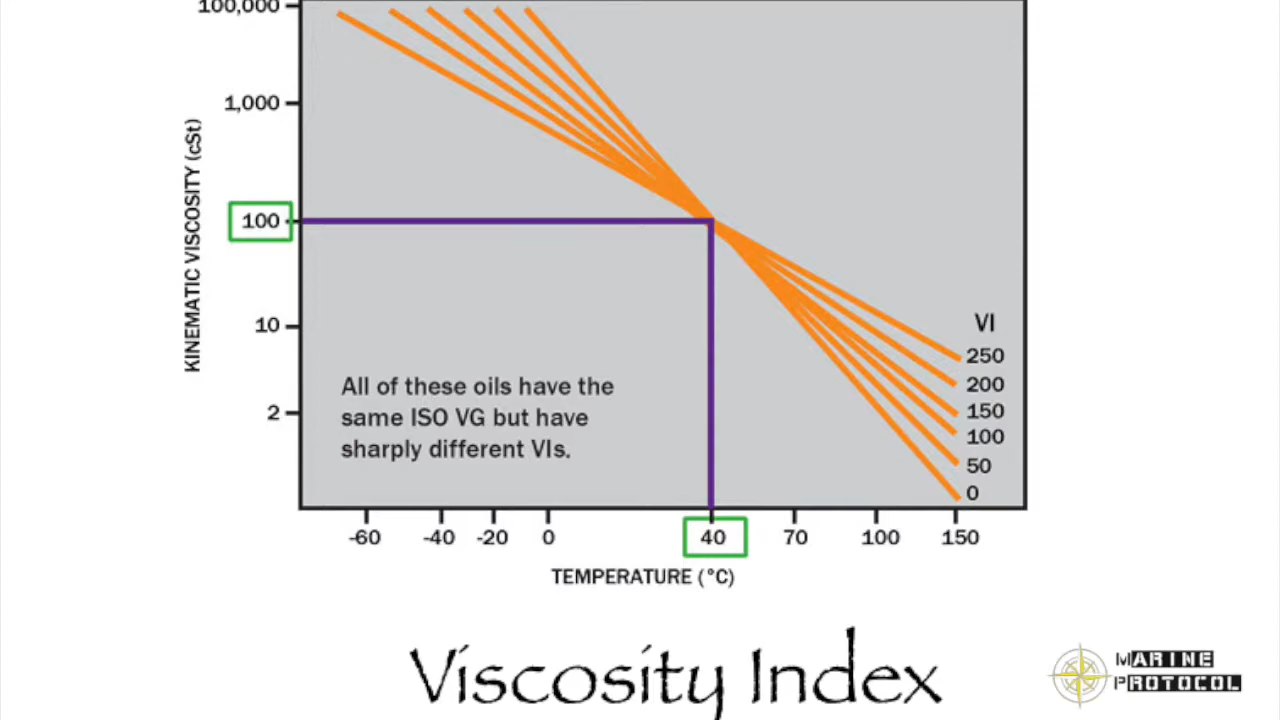 100,000
1,000
100
10
2
KINEMATIC VISCOSITY (cSt)
All of these oils have the
same ISO VG but have
sharply different VIs.
VI
250
200
150
100
50
0
-60 -40 -20 0 40 70 100 150
TEMPERATURE (°C)
Viscosity Index
MARINE
PROTOCOL